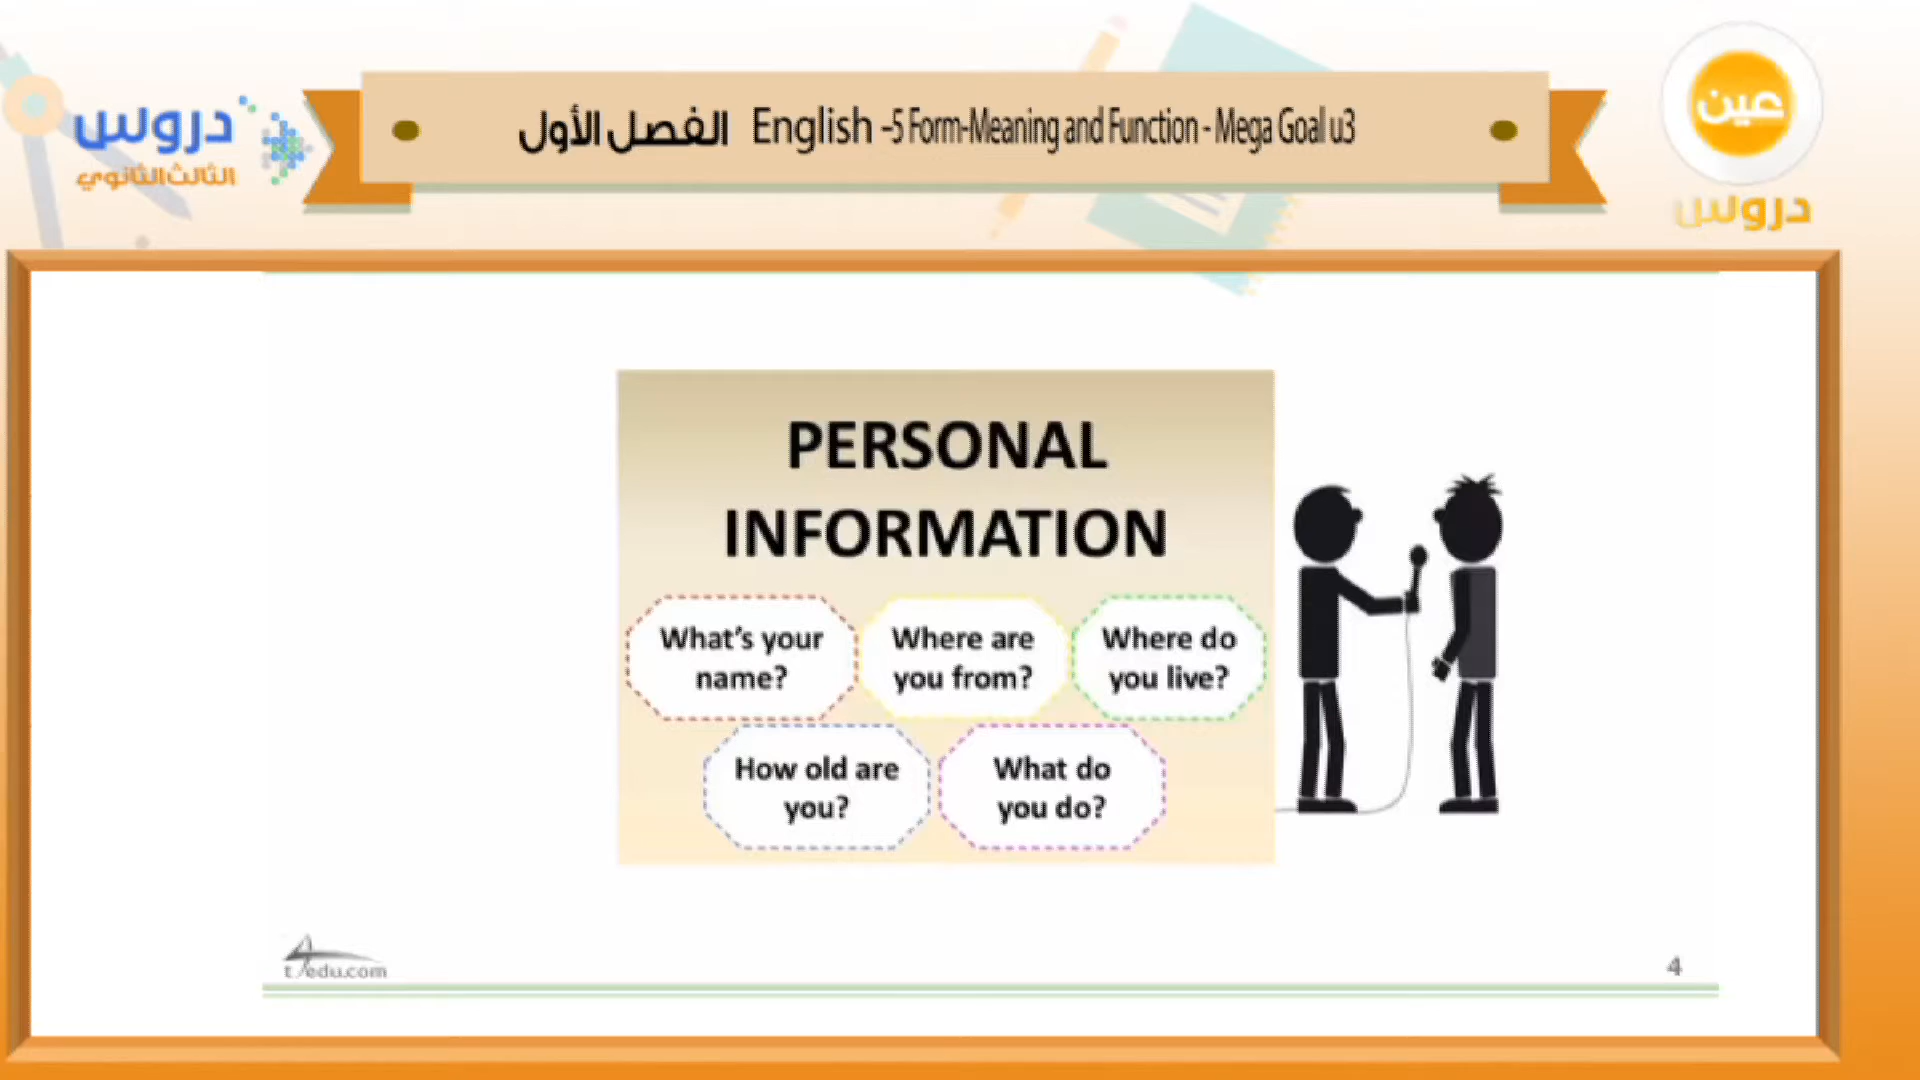 دروس
الثالث الثانوي
الفصل الأول English -5 Form-Meaning and Function - Mega Goal u3
عين
دروس
PERSONAL
INFORMATION
What's your
name?
Where are
you from?
Where do
you live?
How old are
you?
What do
you do?
t4edu.com
4